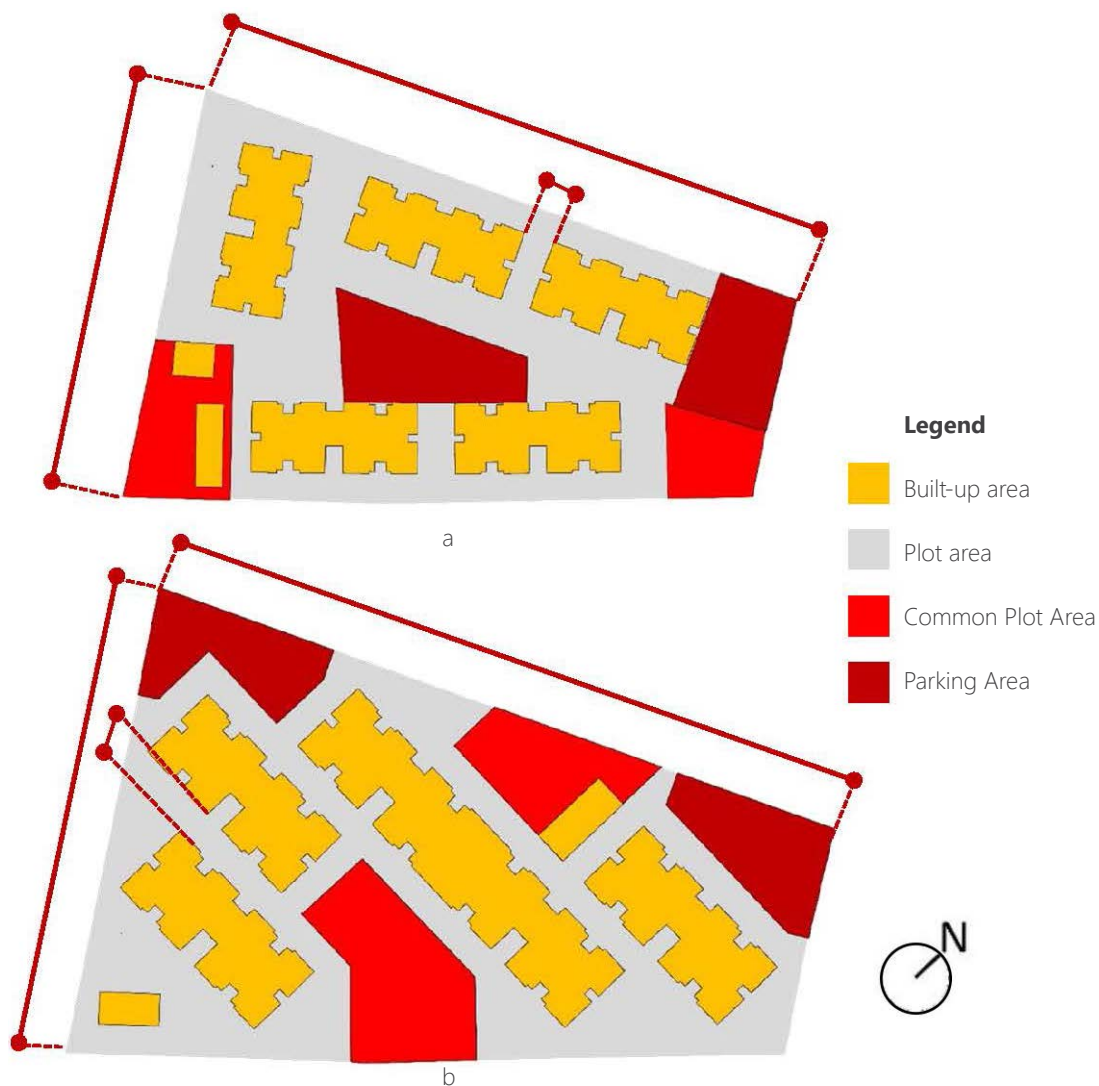 a
Legend
Built-up area
Plot area
Common Plot Area
Parking Area
N
b